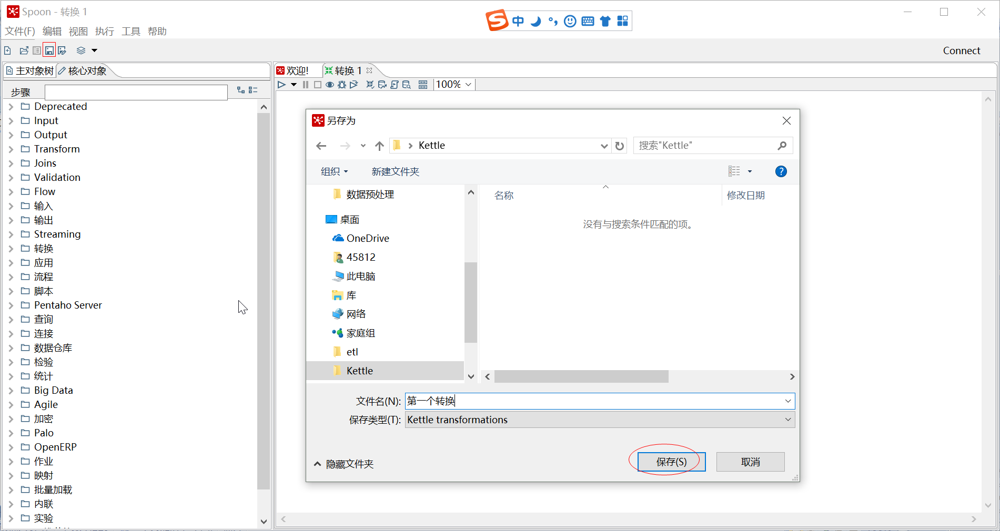 Spoon - 转换 1
中
文件(F) 编辑 视图 执行 工具 帮助
Connect
主对象树 核心对象
步骤
Deprecated
Input
Output
Transform
Joins
Validation
Flow
输入
输出
Streaming
转换
应用
流程
脚本
Pentaho Server
查询
连接
数据仓库
检验
统计
Big Data
Agile
加密
Palo
OpenERP
作业
映射
批量加载
内联
实验
欢迎! 转换 1
100%
另存为
Kettle
搜索"Kettle"
组织 新建文件夹
数据预处理
桌面
OneDrive
45812
此电脑
库
网络
家庭组
etl
Kettle
名称 修改日期
没有与搜索条件匹配的项。
文件名(N): 第一个转换
保存类型(T): Kettle transformations
隐藏文件夹
保存(S) 取消